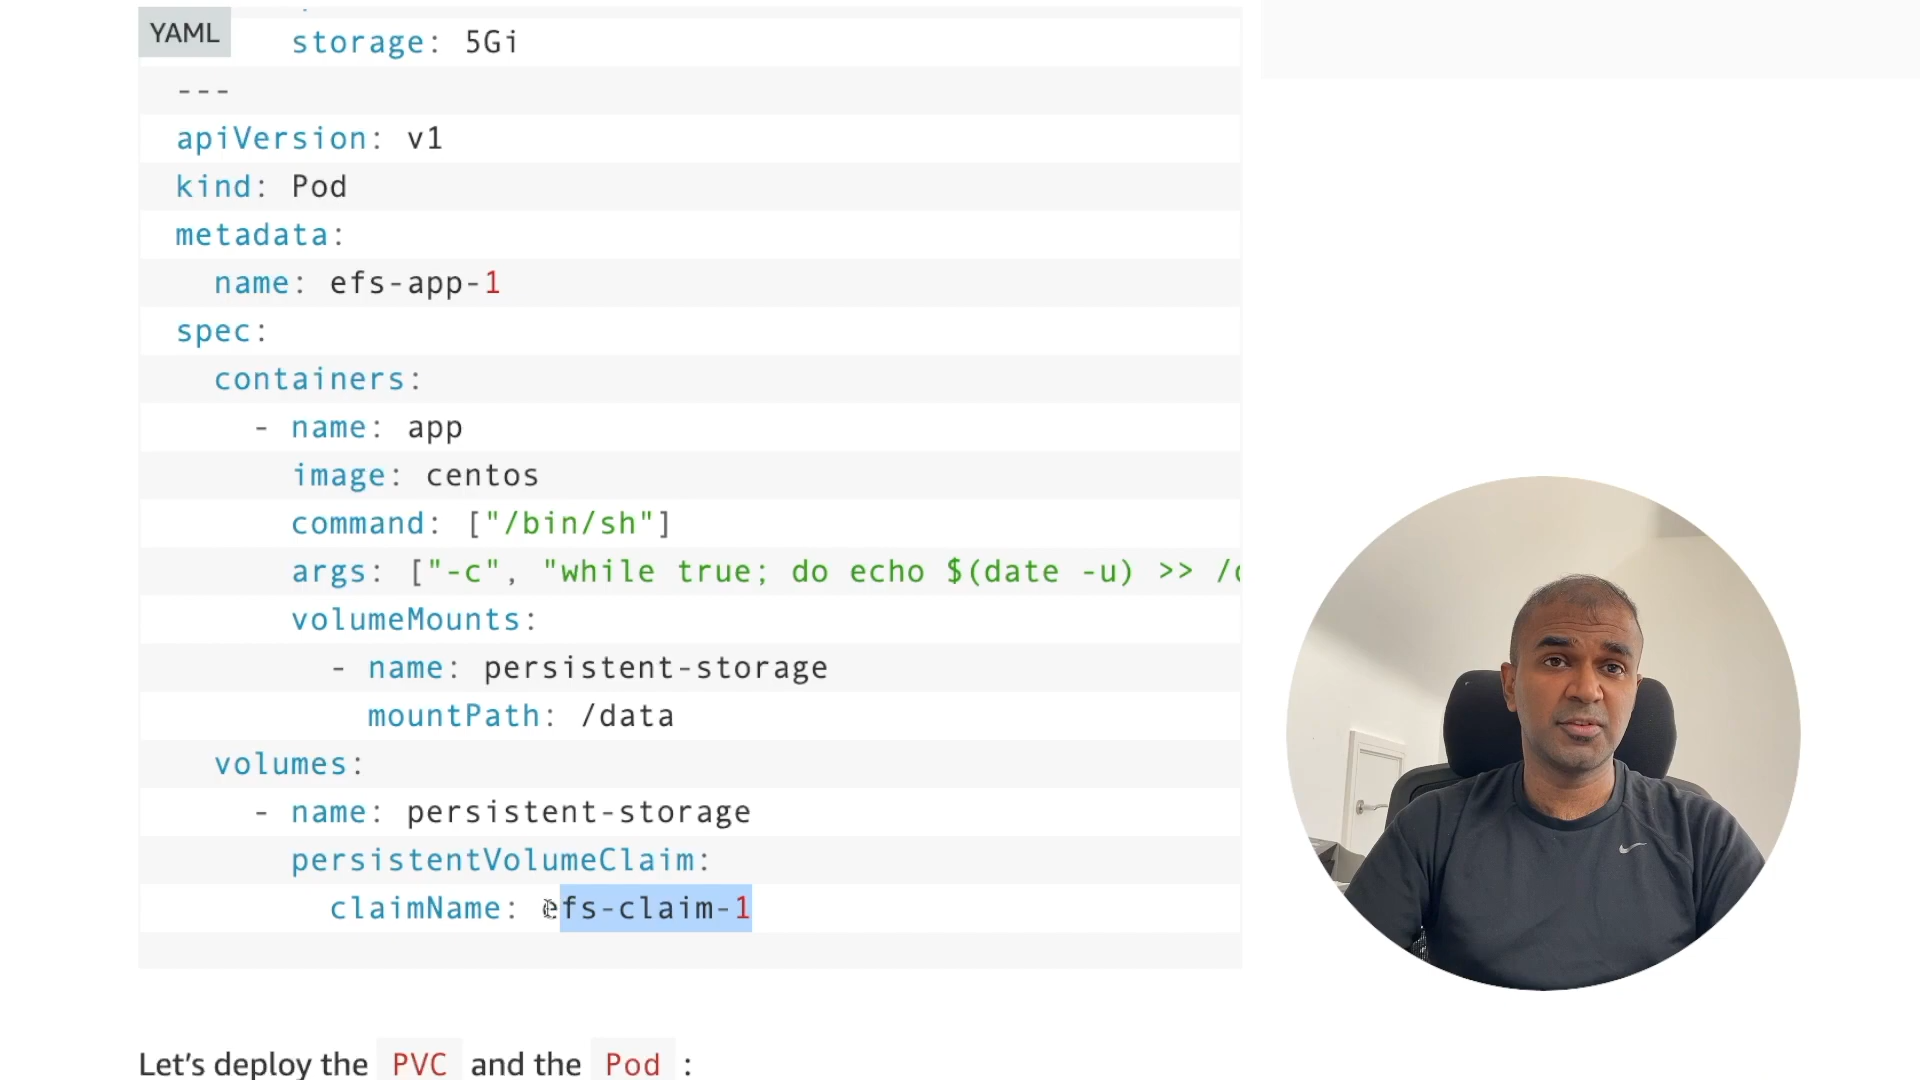 YAML
storage: 5Gi
---
apiVersion: v1
kind: Pod
metadata:
name: efs-app-1
spec:
containers:
- name: app
image: centos
command: ["/bin/sh"]
args: ["-c", "while true; do echo $(date -u) >> /
volumeMounts:
- name: persistent-storage
mountPath: /data
volumes:
- name: persistent-storage
persistentVolumeClaim:
claimName: efs-claim-1
Let's deploy the PVC and the Pod :